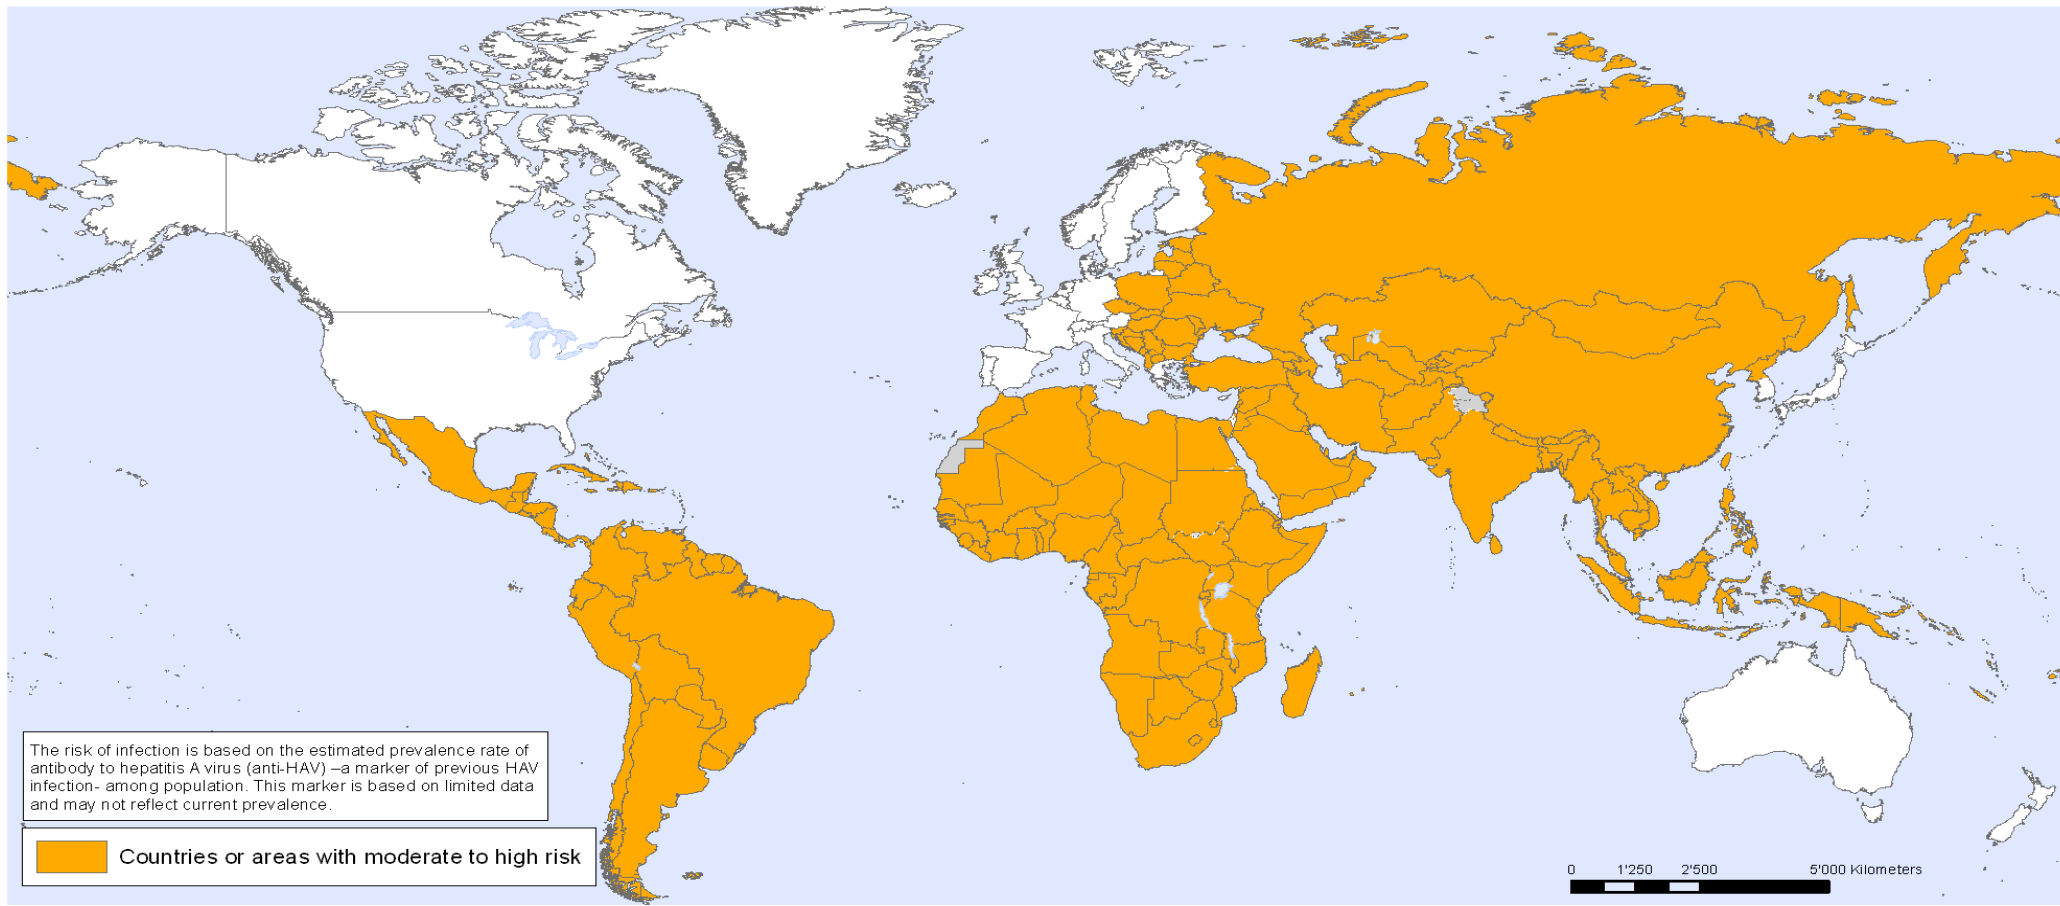 The risk of infection is based on the estimated prevalence rate of
antibody to hepatitis A virus (anti-HAV) –a marker of previous HAV
infection- among population. This marker is based on limited data
and may not reflect current prevalence.
Countries or areas with moderate to high risk
0 1'250 2'500 5'000 Kilometers